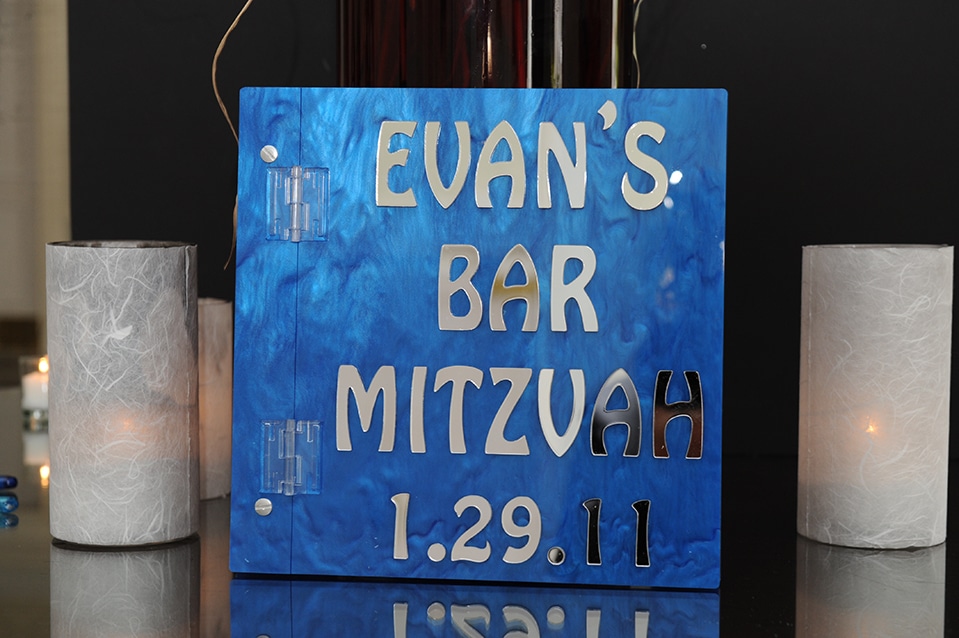 EVAN'S
BAR
MITZVAH
1.29.11